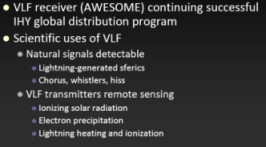 VLF receiver (AWESOME) continuing successful
IHY global distribution program
Scientific uses of VLF
Natural signals detectable
Lightning-generated sferics
Chorus, whistlers, hiss
VLF transmitters remote sensing
Ionizing solar radiation
Electron precipitation
Lightning heating and ionization